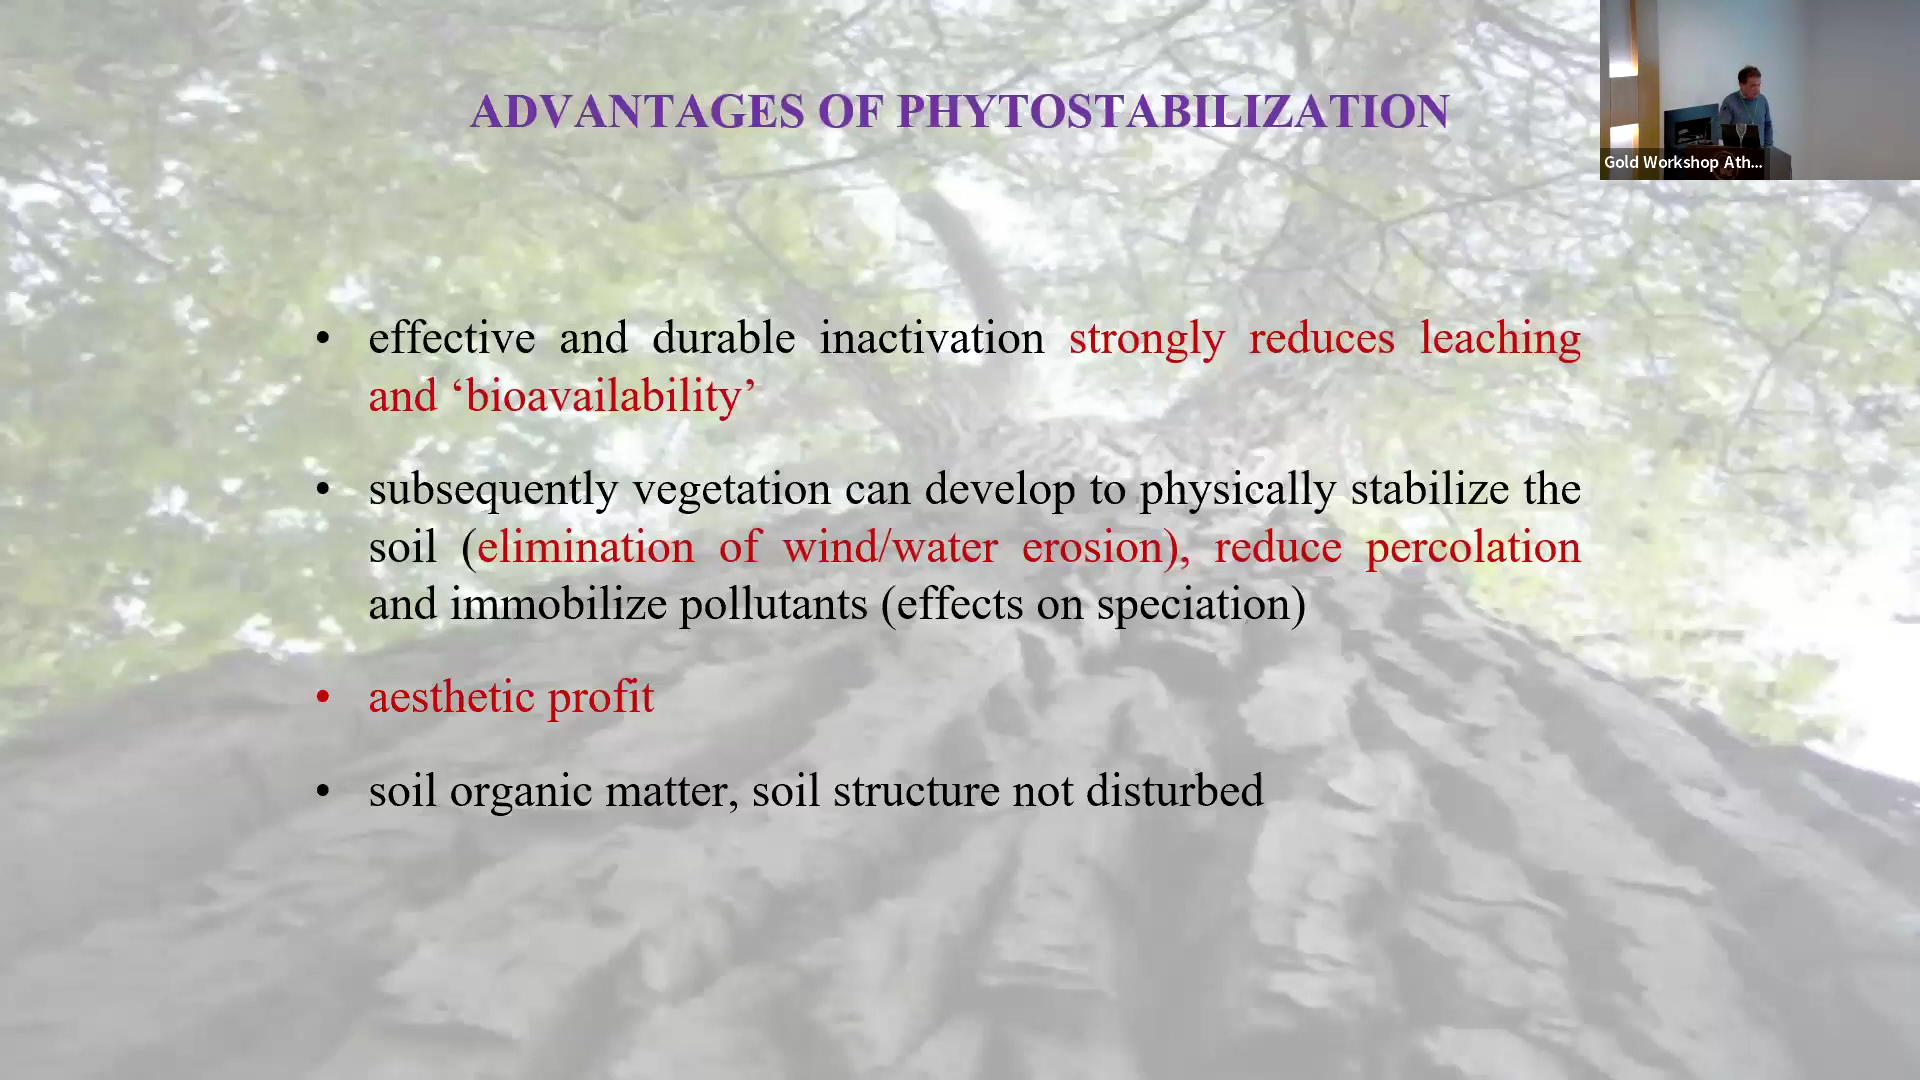 ADVANTAGES OF PHYTOSTABILIZATION
Gold Workshop Ath...
• effective and durable inactivation strongly reduces leaching
and ‘bioavailability’
• subsequently vegetation can develop to physically stabilize the
soil (elimination of wind/water erosion), reduce percolation
and immobilize pollutants (effects on speciation)
• aesthetic profit
• soil organic matter, soil structure not disturbed